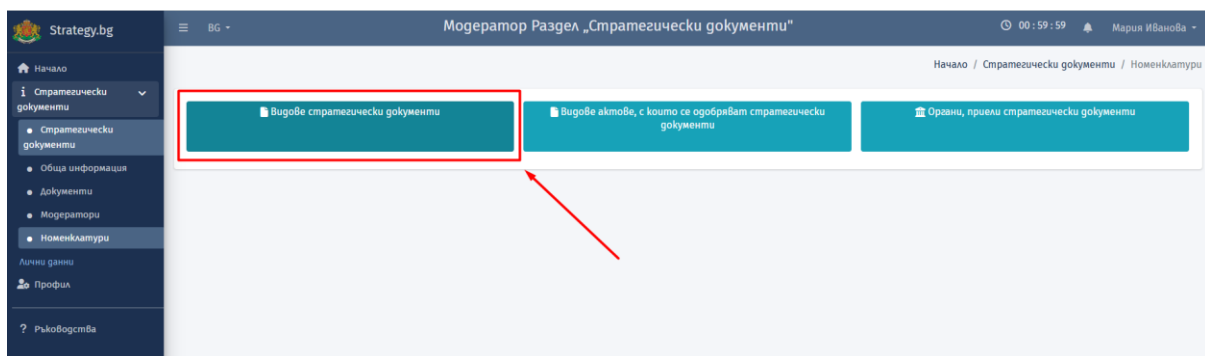 Strategy.bg
BG
Модератор Раздел „Стратегически документи"
00:59:59
Мария Иванова
Начало / Стратегически документи / Номенклатури
Начало
Стратегически
документи
Стратегически
документи
Обща информация
Документи
Модератори
Номенклатури
Лични данни
Профил
? Ръководства
Видове стратегически документи
Видове актове, с които се одобряват стратегически
документи
Органи, приели стратегически документи